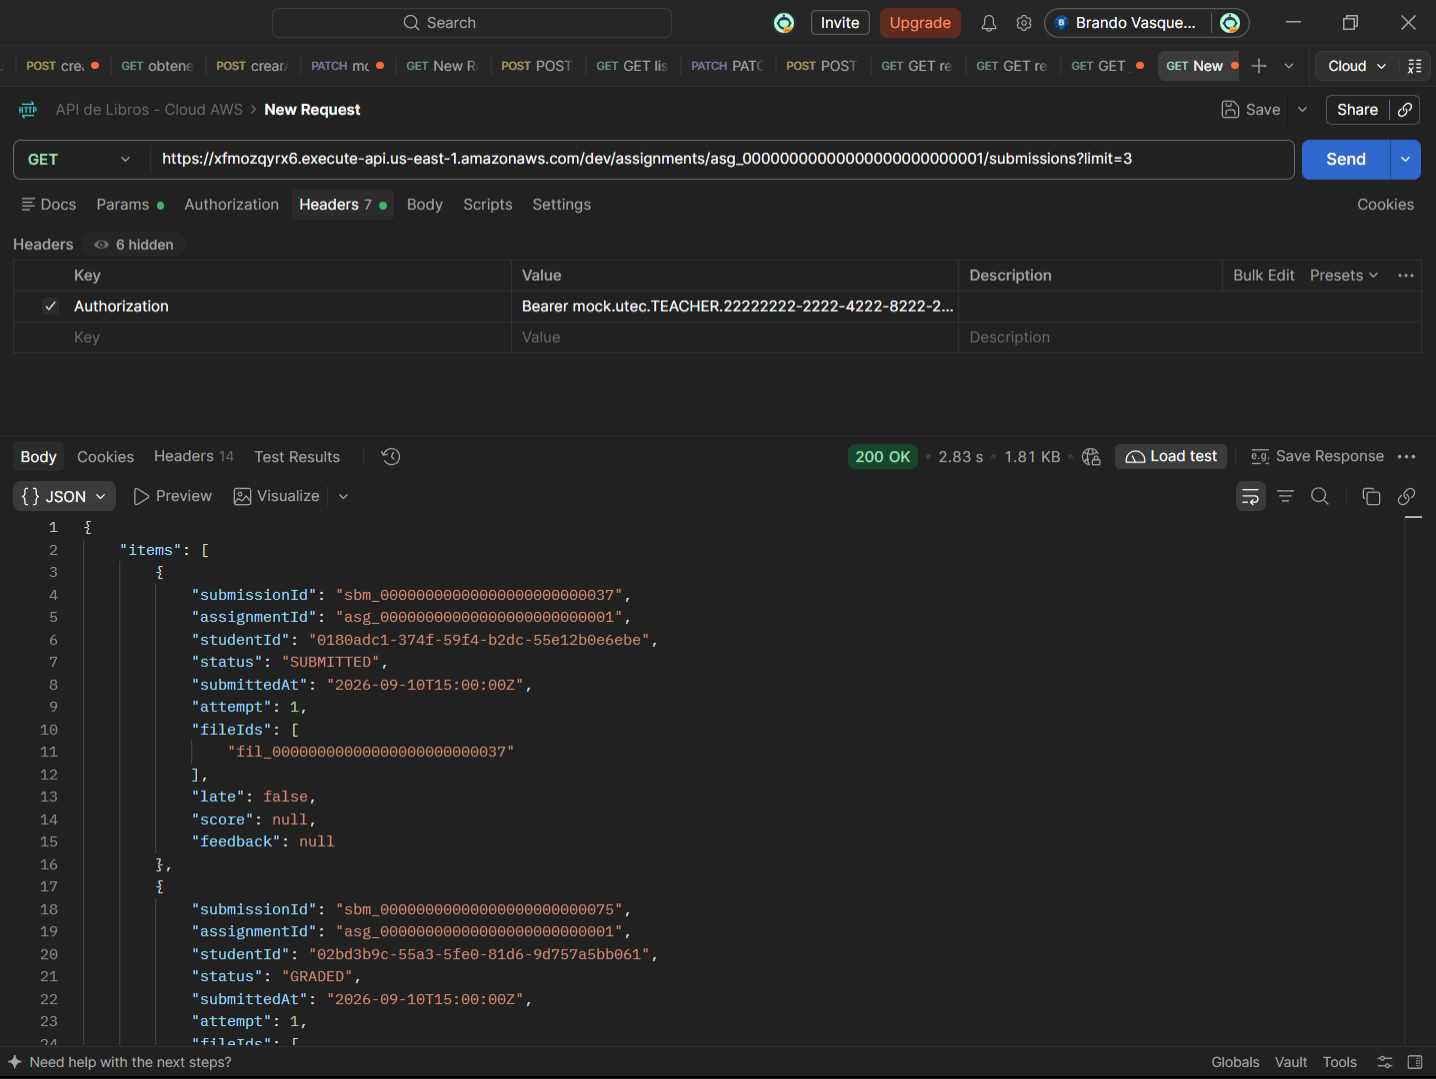 Search
Invite
Upgrade
Brando Vasque...
POST cre
GET obtene
POST crear
PATCH mo
GET New R
POST POST
GET GET lis
PATCH PATC
POST POST
GET GET re
GET GET re
GET GET
GET New
Cloud
HTTP
API de Libros - Cloud AWS > New Request
Save
Share
GET
https://xfmozqyrx6.execute-api.us-east-1.amazonaws.com/dev/assignments/asg_00000000000000000000000001/submissions?limit=3
Send
Docs
Params
Authorization
Headers 7
Body
Scripts
Settings
Cookies
Headers
6 hidden
Key
Value
Description
Bulk Edit
Presets
Authorization
Bearer mock.utec.TEACHER.22222222-2222-4222-8222-2...
Key
Value
Description
Body
Cookies
Headers 14
Test Results
200 OK
2.83 s
1.81 KB
Load test
e.g. Save Response
{} JSON
Preview
Visualize
1 {
2 "items": [
3 {
4 "submissionId": "sbm_00000000000000000000000037",
5 "assignmentId": "asg_00000000000000000000000001",
6 "studentId": "0180adc1-374f-59f4-b2dc-55e12b0e6ebe",
7 "status": "SUBMITTED",
8 "submittedAt": "2026-09-10T15:00:00Z",
9 "attempt": 1,
10 "fileIds": [
11 "fil_00000000000000000000000037"
12 ],
13 "late": false,
14 "score": null,
15 "feedback": null
16 },
17 {
18 "submissionId": "sbm_00000000000000000000000075",
19 "assignmentId": "asg_00000000000000000000000001",
20 "studentId": "02bd3b9c-55a3-5fe0-81d6-9d757a5bb061",
21 "status": "GRADED",
22 "submittedAt": "2026-09-10T15:00:00Z",
23 "attempt": 1,
24 "fileIds": [
Need help with the next steps?
Globals
Vault
Tools